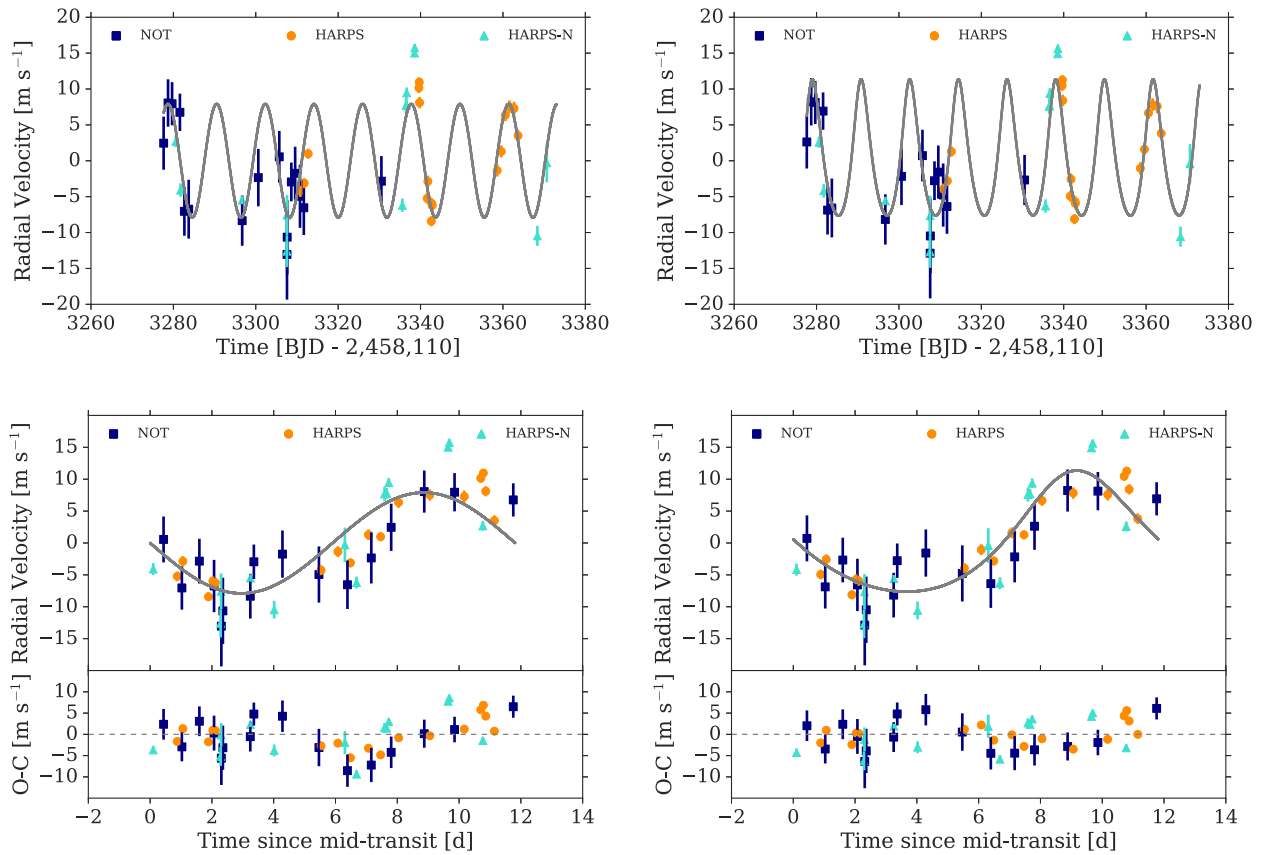 20
15
10
5
0
−5
−10
−15
−20
Radial Velocity [m s⁻¹]
NOT HARPS HARPS-N
3260 3280 3300 3320 3340 3360 3380
Time [BJD - 2,458,110]
20
15
10
5
0
−5
−10
−15
−20
Radial Velocity [m s⁻¹]
NOT HARPS HARPS-N
3260 3280 3300 3320 3340 3360 3380
Time [BJD - 2,458,110]
15
10
5
0
−5
−10
−15
Radial Velocity [m s⁻¹]
NOT HARPS HARPS-N
5
0
−5
−10
O-C [m s⁻¹]
−2 0 2 4 6 8 10 12 14
Time since mid-transit [d]
15
10
5
0
−5
−10
−15
Radial Velocity [m s⁻¹]
NOT HARPS HARPS-N
5
0
−5
−10
O-C [m s⁻¹]
−2 0 2 4 6 8 10 12 14
Time since mid-transit [d]